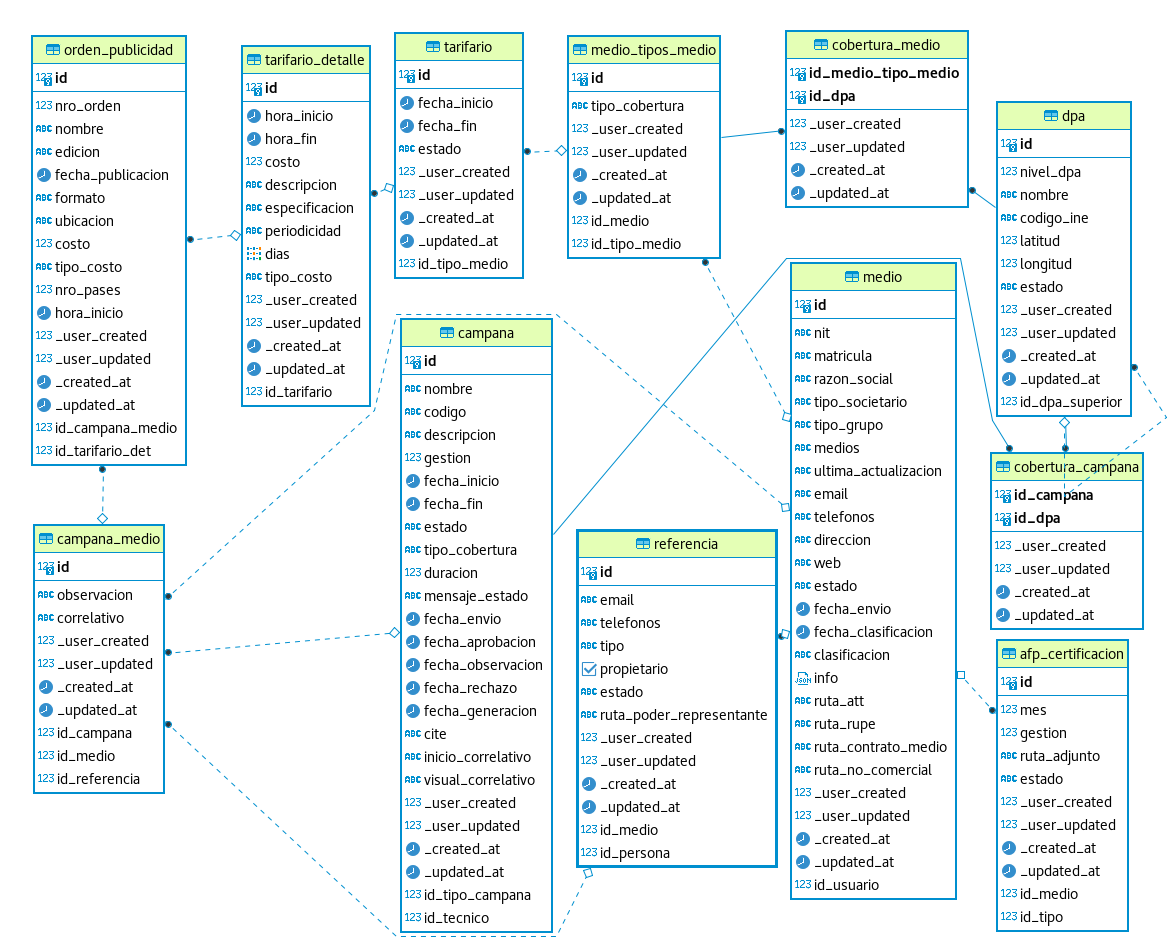 orden_publicidad
123 id
123 nro_orden
ABC nombre
ABC edicion
fecha_publicacion
ABC formato
ABC ubicacion
123 costo
ABC tipo_costo
123 nro_pases
hora_inicio
123 _user_created
123 _user_updated
_created_at
_updated_at
123 id_campana_medio
123 id_tarifario_det
tarifario_detalle
123 id
hora_inicio
hora_fin
123 costo
ABC descripcion
ABC especificacion
ABC periodicidad
dias
ABC tipo_costo
123 _user_created
123 _user_updated
_created_at
_updated_at
123 id_tarifario
tarifario
123 id
fecha_inicio
fecha_fin
ABC estado
123 _user_created
123 _user_updated
_created_at
_updated_at
123 id_tipo_medio
medio_tipos_medio
123 id
ABC tipo_cobertura
123 _user_created
123 _user_updated
_created_at
_updated_at
123 id_medio
123 id_tipo_medio
cobertura_medio
123 id_medio_tipo_medio
123 id_dpa
123 _user_created
123 _user_updated
_created_at
_updated_at
dpa
123 id
123 nivel_dpa
ABC nombre
ABC codigo_ine
123 latitud
123 longitud
ABC estado
123 _user_created
123 _user_updated
_created_at
_updated_at
123 id_dpa_superior
campana_medio
123 id
ABC observacion
ABC correlativo
123 _user_created
123 _user_updated
_created_at
_updated_at
123 id_campana
123 id_medio
123 id_referencia
campana
123 id
ABC nombre
ABC codigo
ABC descripcion
123 gestion
fecha_inicio
fecha_fin
ABC estado
ABC tipo_cobertura
123 duracion
ABC mensaje_estado
fecha_envio
fecha_aprobacion
fecha_observacion
fecha_rechazo
fecha_generacion
ABC cite
ABC inicio_correlativo
ABC visual_correlativo
123 _user_created
123 _user_updated
_created_at
_updated_at
123 id_tipo_campana
123 id_tecnico
referencia
123 id
ABC email
ABC telefonos
ABC tipo
propietario
ABC estado
ABC ruta_poder_representante
123 _user_created
123 _user_updated
_created_at
_updated_at
123 id_medio
123 id_persona
medio
123 id
ABC nit
ABC matricula
ABC razon_social
ABC tipo_societario
ABC tipo_grupo
ABC medios
ABC ultima_actualizacion
ABC email
ABC telefonos
ABC direccion
ABC web
ABC estado
fecha_envio
fecha_clasificacion
ABC clasificacion
JSON info
ABC ruta_att
ABC ruta_rupe
ABC ruta_contrato_medio
ABC ruta_no_comercial
123 _user_created
123 _user_updated
_created_at
_updated_at
123 id_usuario
cobertura_campana
123 id_campana
123 id_dpa
123 _user_created
123 _user_updated
_created_at
_updated_at
afp_certificacion
123 id
123 mes
123 gestion
ABC ruta_adjunto
ABC estado
123 _user_created
123 _user_updated
_created_at
_updated_at
123 id_medio
123 id_tipo